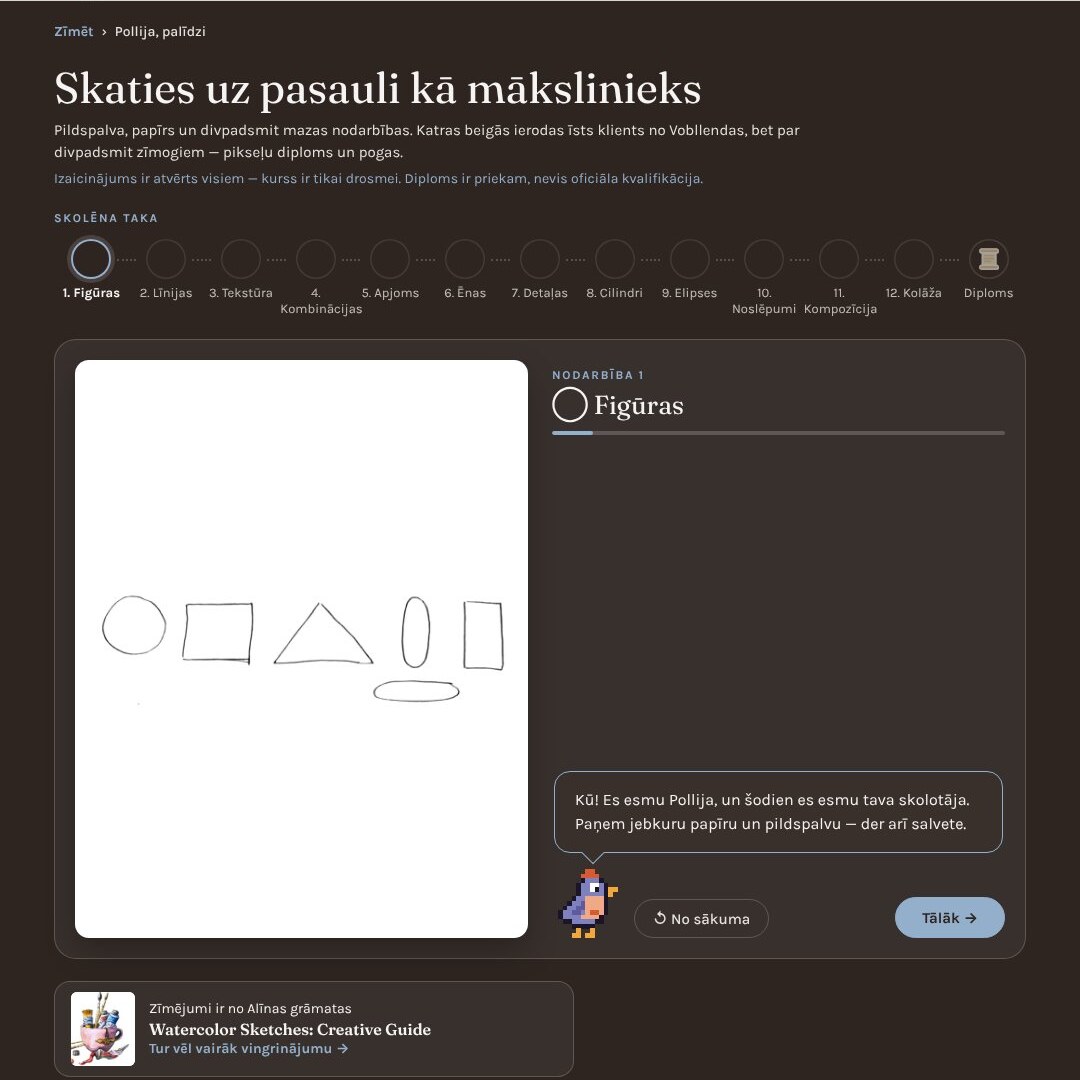 Zīmēt › Pollija, palīdzi
Skaties uz pasauli kā mākslinieks
Pildspalva, papīrs un divpadsmit mazas nodarbības. Katras beigās ierodas īsts klients no Vobllendas, bet par
divpadsmit zīmogiem — pikseļu diploms un pogas.
Izaicinājums ir atvērts visiem — kurss ir tikai drosmei. Diploms ir priekam, nevis oficiāla kvalifikācija.
SKOLĒNA TAKA
1. Figūras
2. Līnijas
3. Tekstūra
4.
Kombinācijas
5. Apjoms
6. Ēnas
7. Detaļas
8. Cilindri
9. Elipses
10.
Noslēpumi
11.
Kompozīcija
12. Kolāža
Diploms
NODARBĪBA 1
Figūras
Kū! Es esmu Pollija, un šodien es esmu tava skolotāja.
Paņem jebkuru papīru un pildspalvu — der arī salvete.
↺ No sākuma
Tālāk →
Zīmējumi ir no Alīnas grāmatas
Watercolor Sketches: Creative Guide
Tur vēl vairāk vingrinājumu →